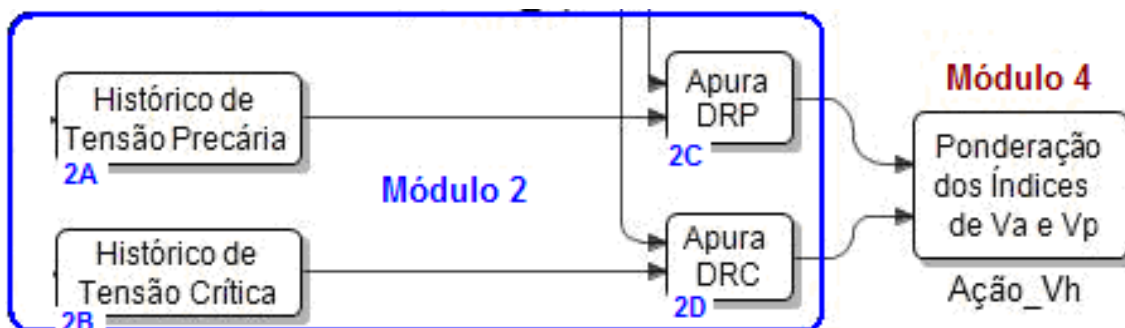 Histórico de
Tensão Precária
2A
Apura
DRP
2C
Módulo 4
Ponderação
dos Índices
de Va e Vp
Ação_Vh
Módulo 2
Histórico de
Tensão Crítica
2B
Apura
DRC
2D